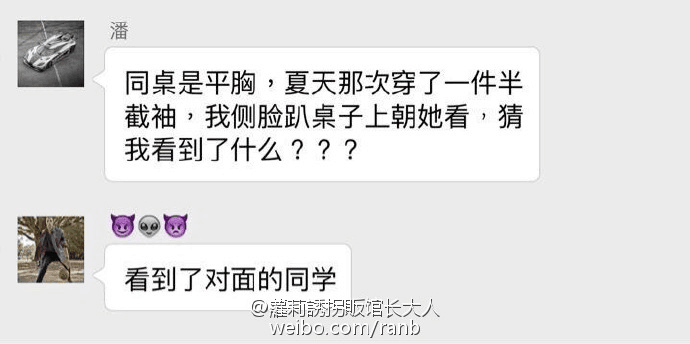 潘
同桌是平胸，夏天那次穿了一件半
截袖，我侧脸趴桌子上朝她看，猜
我看到了什么？？？
😈👽👿
看到了对面的同学
@蘿莉誘拐販馆长大人
weibo.com/ranb